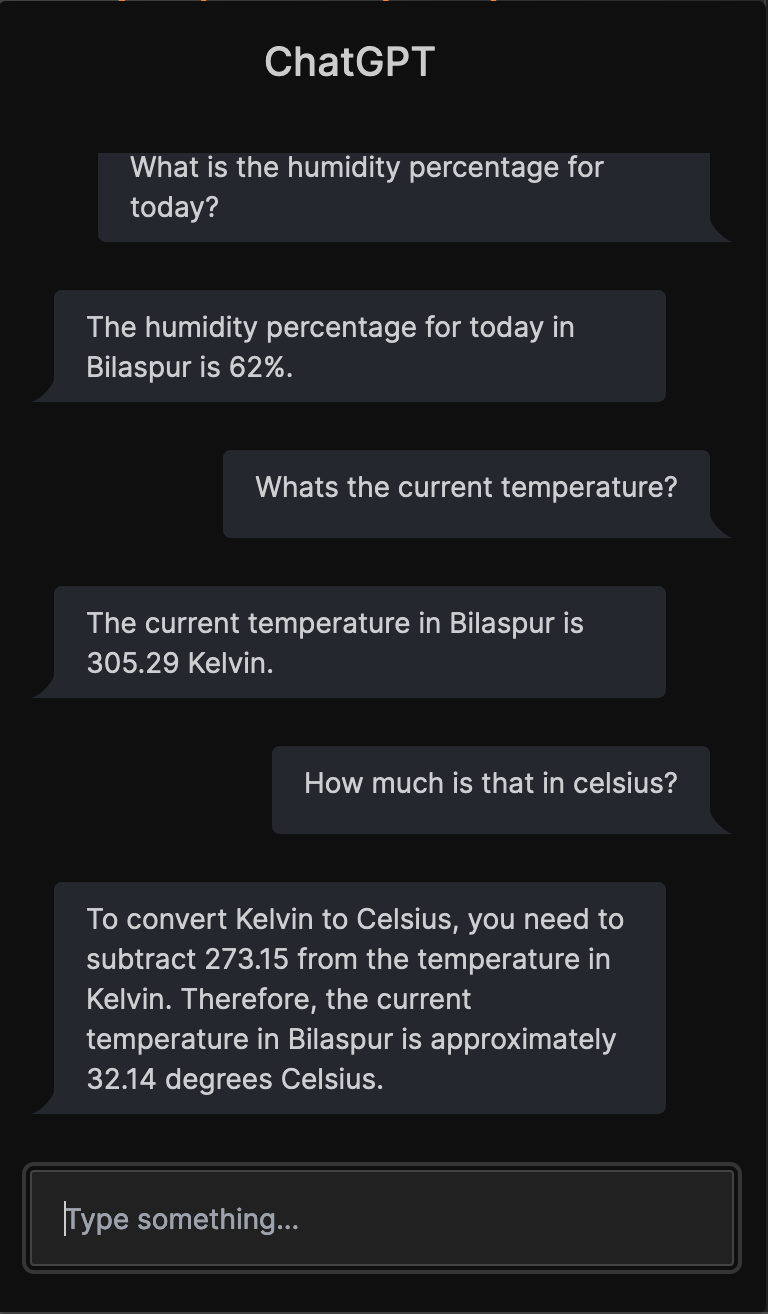 ChatGPT
What is the humidity percentage for
today?
The humidity percentage for today in
Bilaspur is 62%.
Whats the current temperature?
The current temperature in Bilaspur is
305.29 Kelvin.
How much is that in celsius?
To convert Kelvin to Celsius, you need to
subtract 273.15 from the temperature in
Kelvin. Therefore, the current
temperature in Bilaspur is approximately
32.14 degrees Celsius.
Type something...